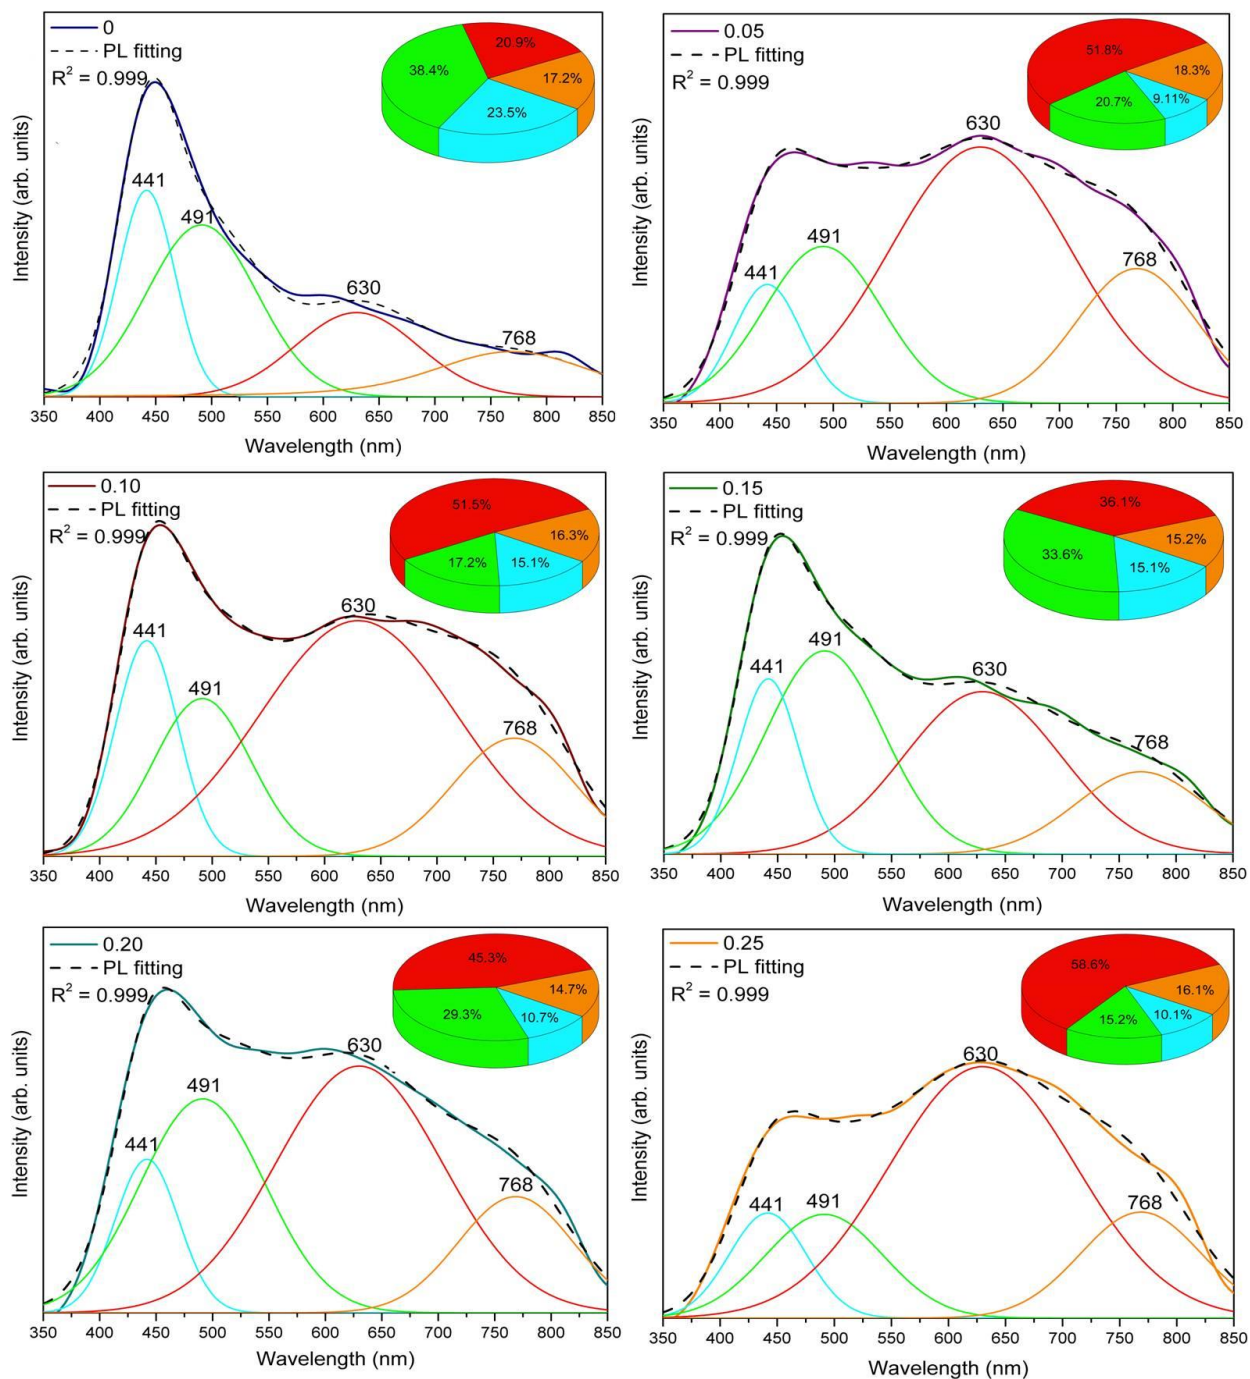 0
PL fitting
R² = 0.999
20.9%
38.4%
17.2%
23.5%
441
491
630
768
Intensity (arb. units)
350 400 450 500 550 600 650 700 750 800 850
Wavelength (nm)
0.05
PL fitting
R² = 0.999
51.8%
18.3%
20.7%
9.11%
630
491
441
768
Intensity (arb. units)
350 400 450 500 550 600 650 700 750 800 850
Wavelength (nm)
0.10
PL fitting
R² = 0.999
51.5%
16.3%
17.2%
15.1%
630
441
491
768
Intensity (arb. units)
350 400 450 500 550 600 650 700 750 800 850
Wavelength (nm)
0.15
PL fitting
R² = 0.999
36.1%
15.2%
33.6%
15.1%
491
441
630
768
Intensity (arb. units)
350 400 450 500 550 600 650 700 750 800 850
Wavelength (nm)
0.20
PL fitting
R² = 0.999
45.3%
14.7%
29.3%
10.7%
630
491
441
768
Intensity (arb. units)
350 400 450 500 550 600 650 700 750 800 850
Wavelength (nm)
0.25
PL fitting
R² = 0.999
58.6%
16.1%
15.2%
10.1%
630
441
491
768
Intensity (arb. units)
350 400 450 500 550 600 650 700 750 800 850
Wavelength (nm)